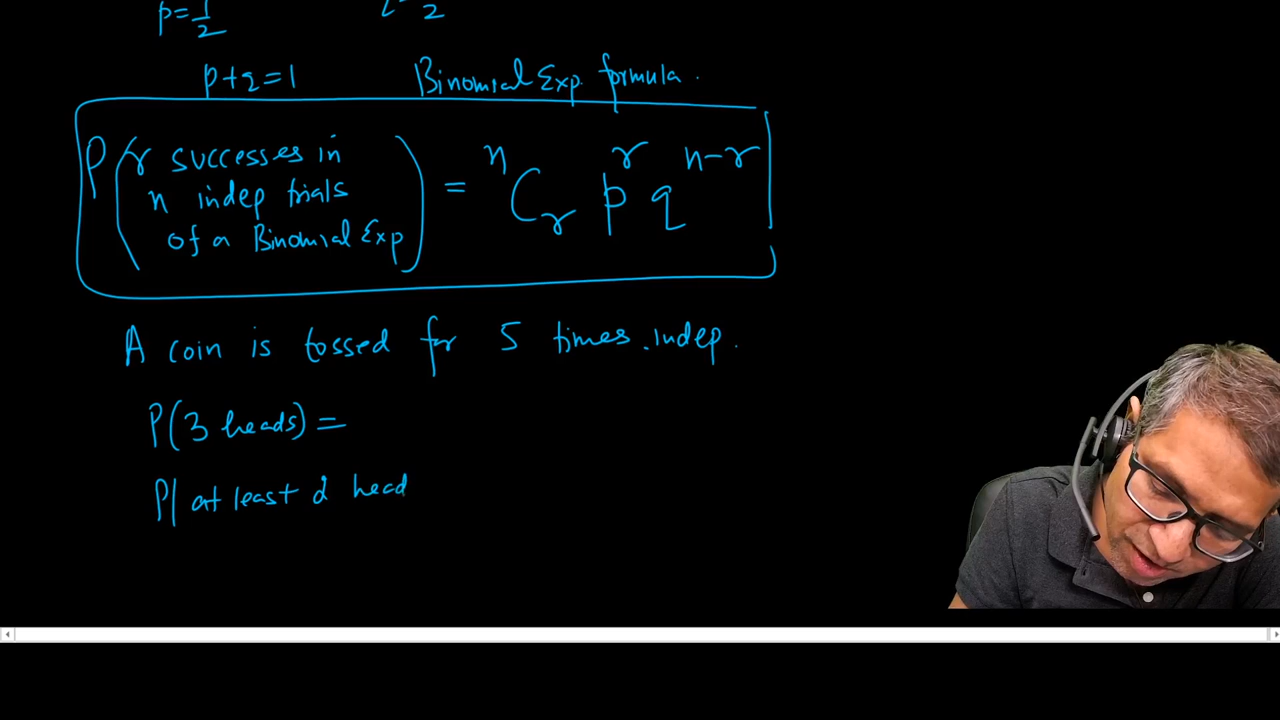 p=1/2
2
p+q=1 Binomial Exp. formula.
P(r successes in n indep trials of a Binomial Exp) = nCr p^r q^(n-r)
A coin is tossed for 5 times .indep.
P(3 heads) =
P( at least 2 head